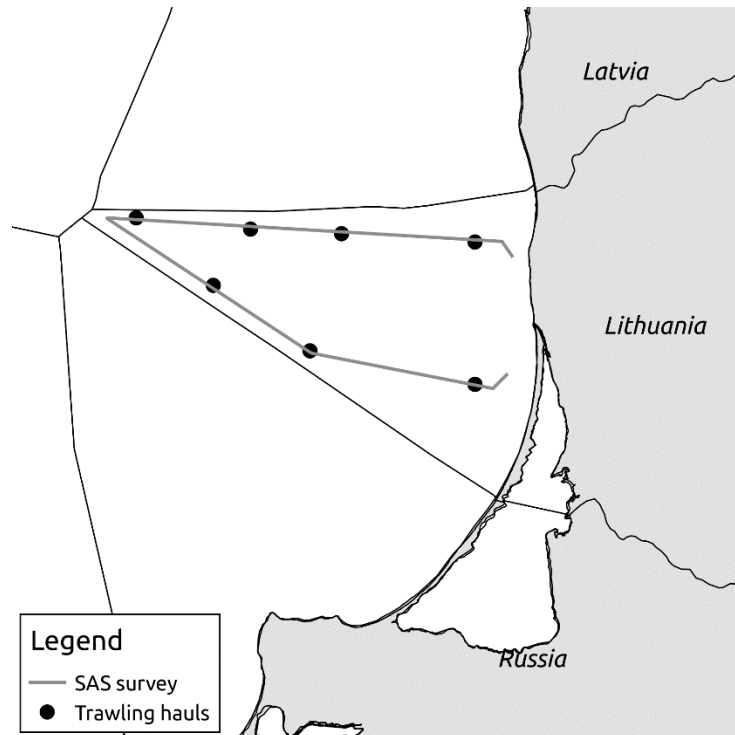 Latvia
Lithuania
Russia
Legend
SAS survey
Trawling hauls